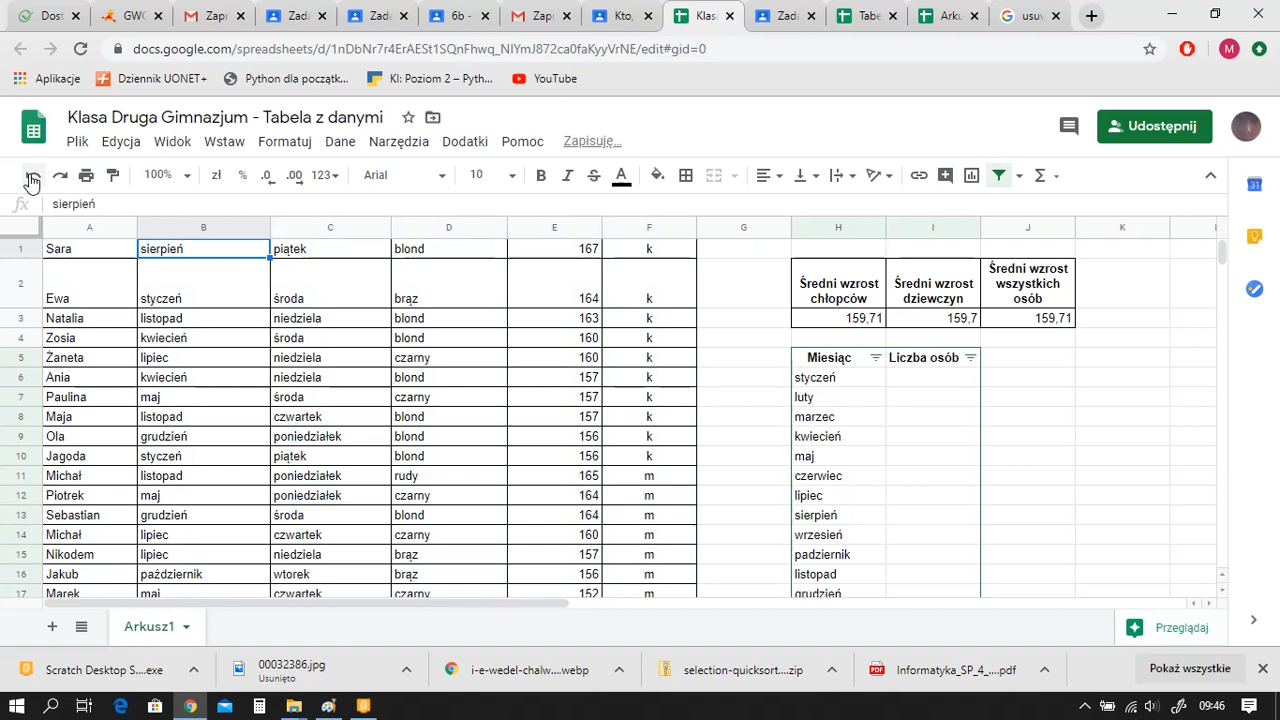 Dos
GWO
Zapr
Zada
Zada
6b -
Zapr
Kto,
Klas
Zada
Tabe
Arku
usuv
docs.google.com/spreadsheets/d/1nDbNr7r4ErAESt1SQnFhwq_NIYmJ872ca0faKyyVrNE/edit#gid=0
M
Aplikacje
Dziennik UONET+
Python dla początk...
KI: Poziom 2 – Pyth...
YouTube
Klasa Druga Gimnazjum - Tabela z danymi
Udostępnij
Plik Edycja Widok Wstaw Formatuj Dane Narzędzia Dodatki Pomoc Zapisuję...
100% zł % .0 .00 123 Arial 10 B I S A Σ
31
fx sierpień
A B C D E F G H I J K
1 Sara sierpień piątek blond 167 k
2 Ewa styczeń środa brąz 164 k
Średni wzrost chłopców
Średni wzrost dziewczyn
Średni wzrost wszystkich osób
3 Natalia listopad niedziela blond 163 k 159,71 159,7 159,71
4 Zosia kwiecień środa blond 160 k
5 Żaneta lipiec niedziela czarny 160 k Miesiąc Liczba osób
6 Ania kwiecień niedziela blond 157 k styczeń
7 Paulina maj środa czarny 157 k luty
8 Maja listopad czwartek blond 157 k marzec
9 Ola grudzień poniedziałek blond 156 k kwiecień
10 Jagoda styczeń piątek blond 156 k maj
11 Michał listopad poniedziałek rudy 165 m czerwiec
12 Piotrek maj poniedziałek czarny 164 m lipiec
13 Sebastian grudzień środa blond 164 m sierpień
14 Michał lipiec czwartek czarny 160 m wrzesień
15 Nikodem lipiec niedziela brąz 157 m padziernik
16 Jakub październik wtorek brąz 156 m listopad
17 Marek maj czwartek czarny 152 m grudzień
Arkusz1
Przeglądaj
Scratch Desktop S....exe
00032386.jpg
Usunięto
i-e-wedel-chalw....webp
selection-quicksort....zip
Informatyka_SP_4_....pdf
Pokaż wszystkie
09:46